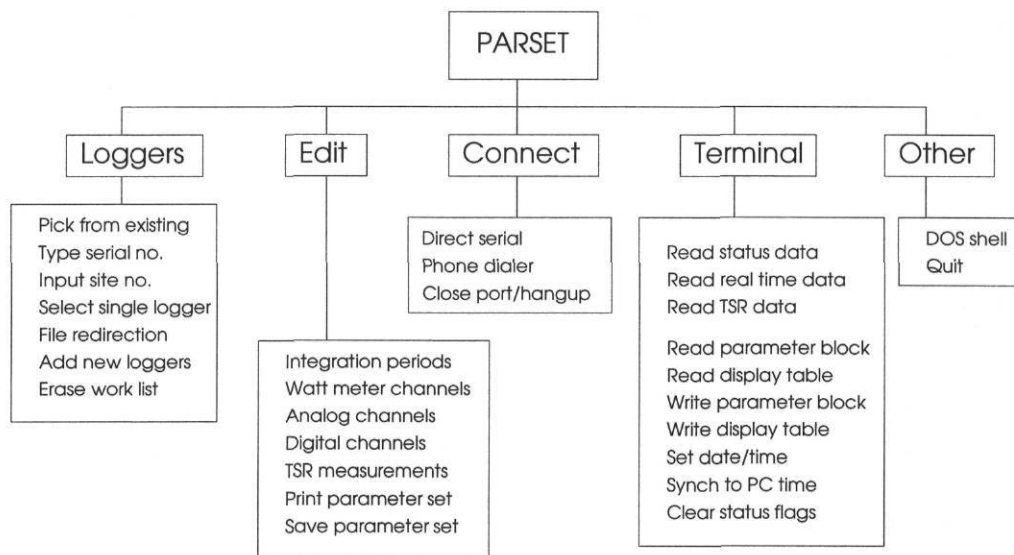 PARSET
Loggers
Edit
Connect
Terminal
Other
Pick from existing
Type serial no.
Input site no.
Select single logger
File redirection
Add new loggers
Erase work list
Integration periods
Watt meter channels
Analog channels
Digital channels
TSR measurements
Print parameter set
Save parameter set
Direct serial
Phone dialer
Close port/hangup
Read status data
Read real time data
Read TSR data
Read parameter block
Read display table
Write parameter block
Write display table
Set date/time
Synch to PC time
Clear status flags
DOS shell
Quit